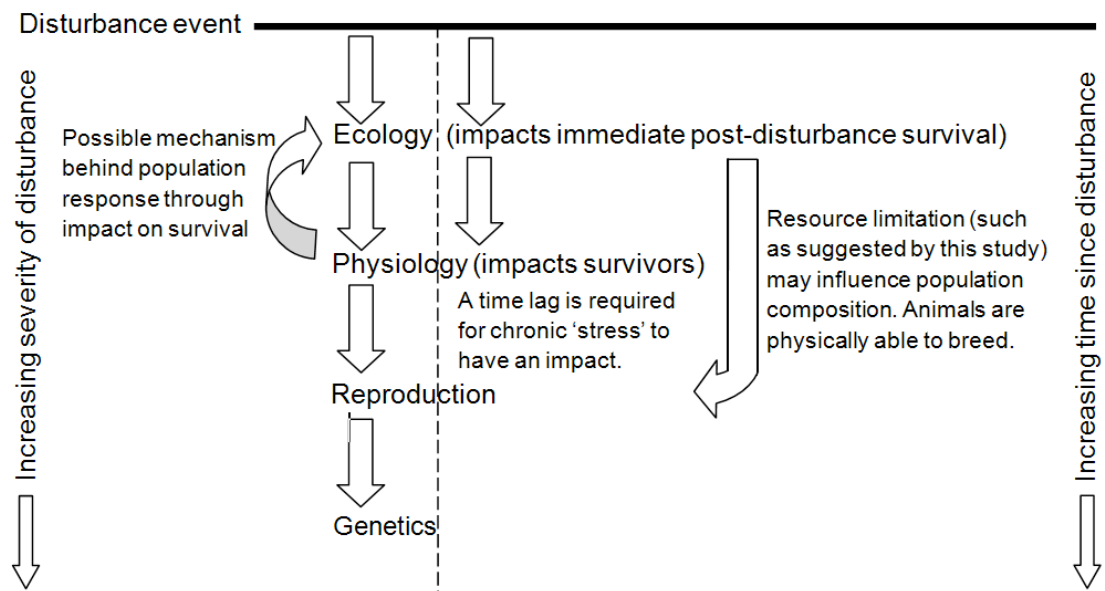 Disturbance event
Ecology (impacts immediate post-disturbance survival)
Possible mechanism
behind population
response through
impact on survival
Physiology (impacts survivors)
A time lag is required
for chronic ‘stress’ to
have an impact.
Resource limitation (such
as suggested by this study)
may influence population
composition. Animals are
physically able to breed.
Reproduction
Genetics
Increasing severity of disturbance
Increasing time since disturbance